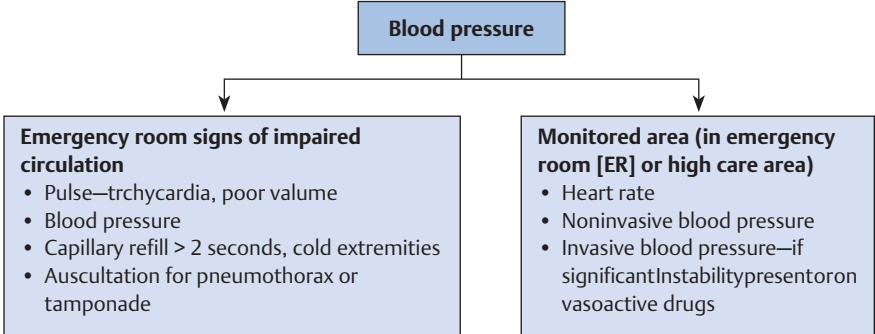 Blood pressure
Emergency room signs of impaired
circulation
• Pulse—trchycardia, poor valume
• Blood pressure
• Capillary refill > 2 seconds, cold extremities
• Auscultation for pneumothorax or
tamponade
Monitored area (in emergency
room [ER] or high care area)
• Heart rate
• Noninvasive blood pressure
• Invasive blood pressure—if
significantInstabilitypresentoron
vasoactive drugs